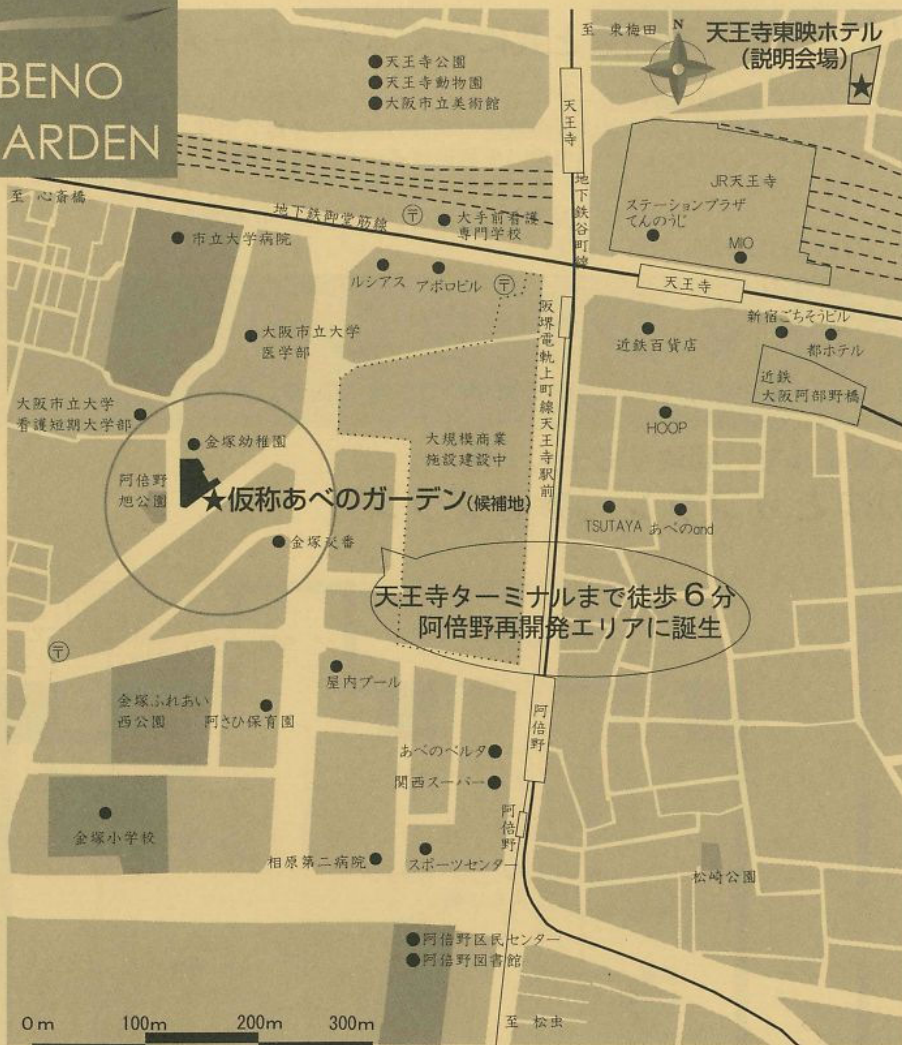 BENO
ARDEN
至 東梅田
N
天王寺東映ホテル
(説明会場)
★
●天王寺公園
●天王寺動物園
●大阪市立美術館
天王寺
至 心斎橋
地下鉄御堂筋線
〒
●大手前看護
専門学校
地下鉄谷町線
JR天王寺
ステーションプラザ
てんのうじ
MIO
●市立大学病院
ルシアス
アポロビル
〒
天王寺
阪堺電軌上町線天王寺駅前
新宿ごちそうビル
近鉄百貨店
都ホテル
●大阪市立大学
医学部
近鉄
大阪阿部野橋
大阪市立大学
看護短期大学部
HOOP
●金塚幼稚園
大規模商業
施設建設中
阿倍野
旭公園
★仮称あべのガーデン(候補地)
TSUTAYA
あべのand
●金塚交番
天王寺ターミナルまで徒歩6分
阿倍野再開発エリアに誕生
〒
屋内プール
金塚ふれあい
西公園
阿さひ保育園
阿倍野
あべのベルタ●
関西スーパー●
阿倍野
金塚小学校
相原第二病院●
スポーツセンター
松崎公園
●阿倍野区民センター
●阿倍野図書館
0m 100m 200m 300m
至 松虫